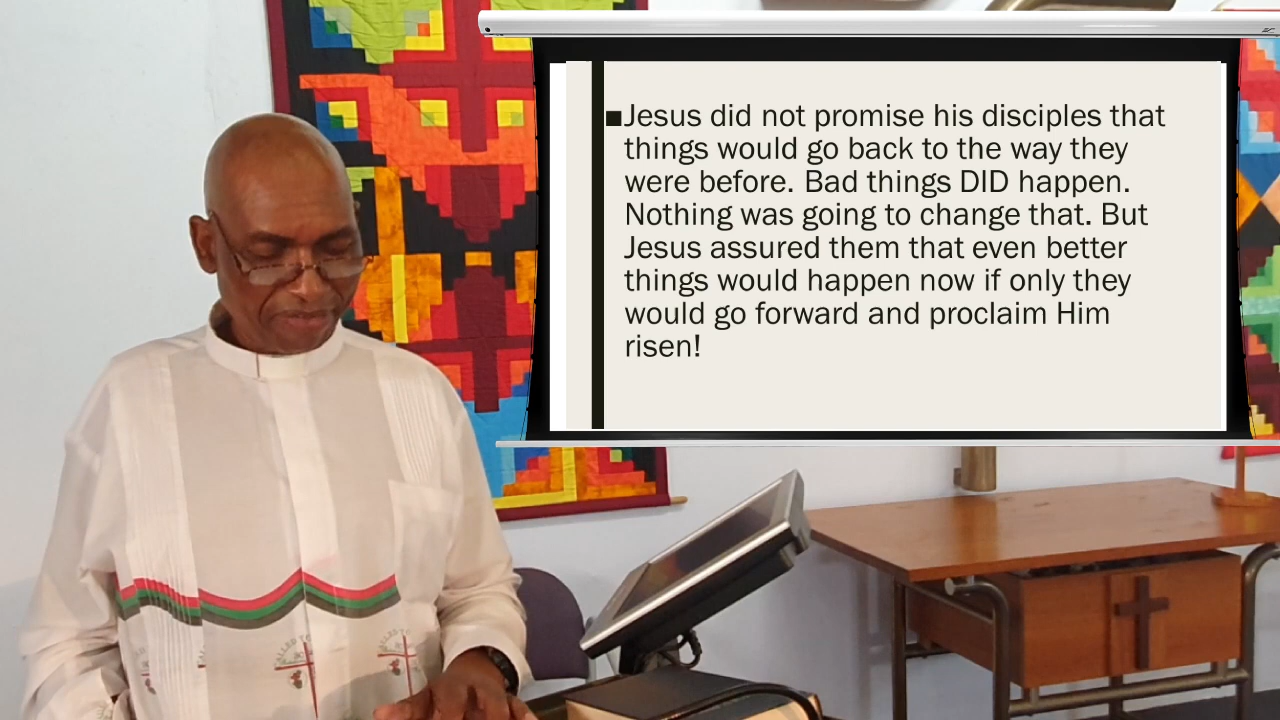 ■Jesus did not promise his disciples that
things would go back to the way they
were before. Bad things DID happen.
Nothing was going to change that. But
Jesus assured them that even better
things would happen now if only they
would go forward and proclaim Him
risen!